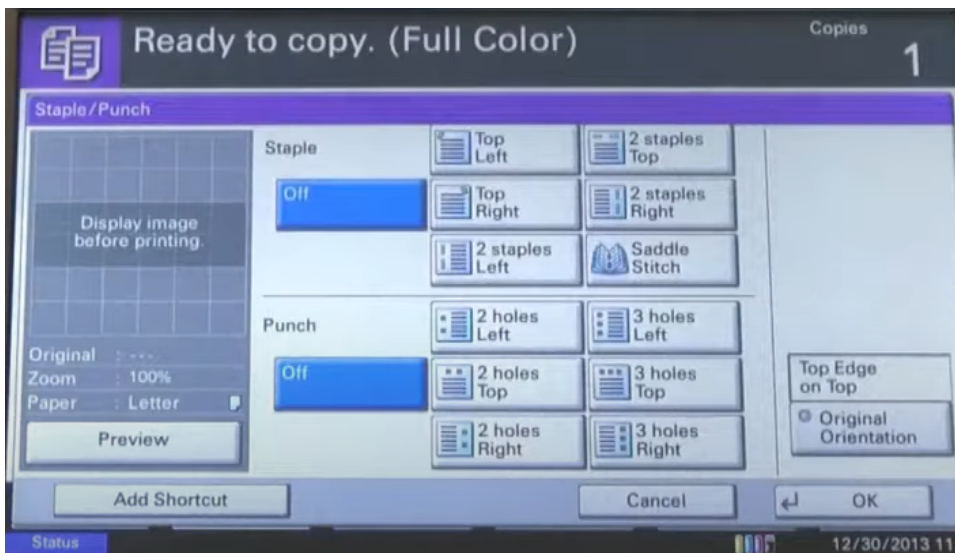 Ready to copy. (Full Color)
Copies
1
Staple/Punch
Display image
before printing.
Original : ---
Zoom : 100%
Paper : Letter
Preview
Staple
Off
Top
Left
2 staples
Top
Top
Right
2 staples
Right
2 staples
Left
Saddle
Stitch
Punch
Off
2 holes
Left
3 holes
Left
2 holes
Top
3 holes
Top
2 holes
Right
3 holes
Right
Top Edge
on Top
Original
Orientation
Add Shortcut
Cancel
OK
Status
12/30/2013 11